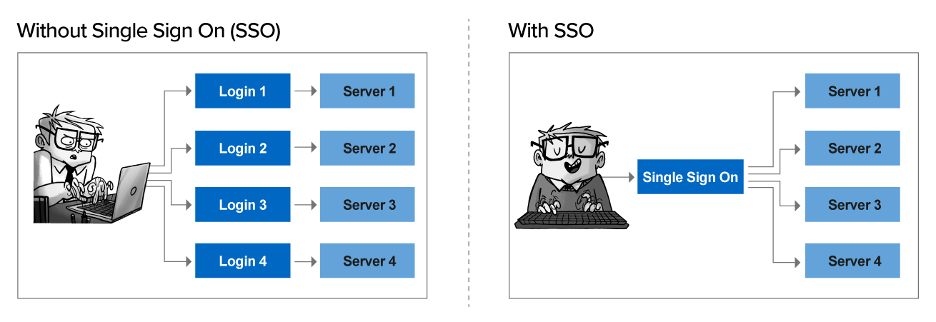 Without Single Sign On (SSO)
Login 1
Server 1
Login 2
Server 2
Login 3
Server 3
Login 4
Server 4
With SSO
Single Sign On
Server 1
Server 2
Server 3
Server 4